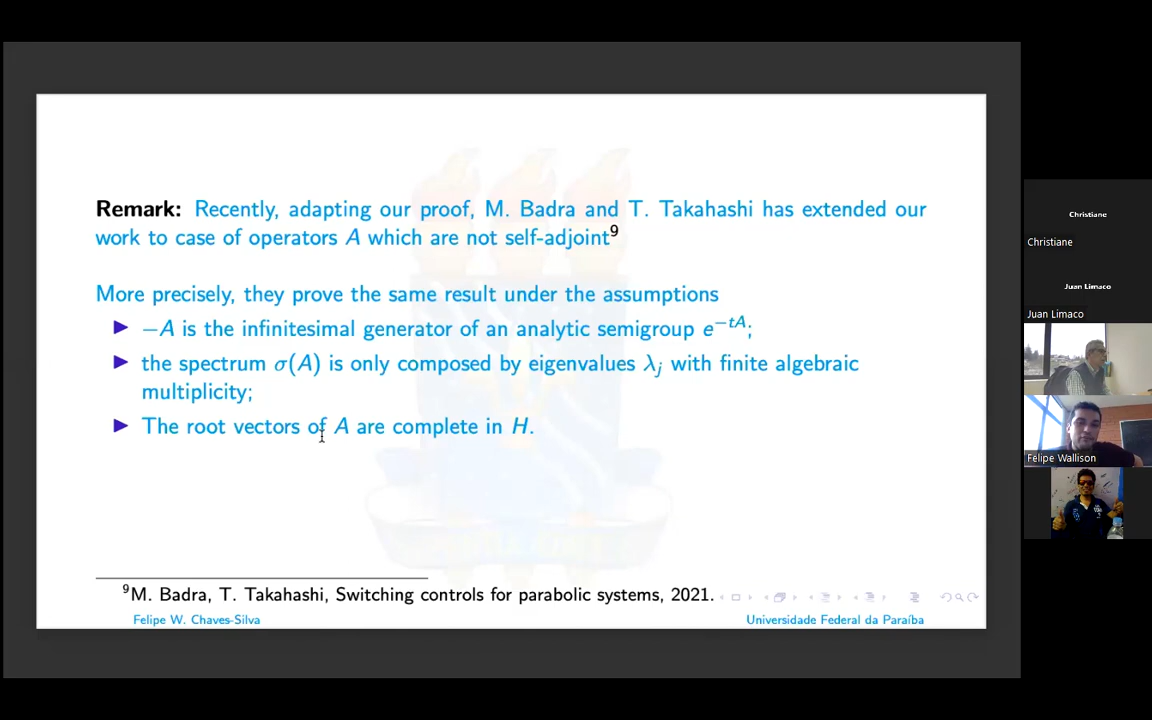 Remark: Recently, adapting our proof, M. Badra and T. Takahashi has extended our
work to case of operators A which are not self-adjoint⁹
More precisely, they prove the same result under the assumptions
▶ −A is the infinitesimal generator of an analytic semigroup e^{−tA};
▶ the spectrum σ(A) is only composed by eigenvalues λ_j with finite algebraic
multiplicity;
▶ The root vectors of A are complete in H.
⁹M. Badra, T. Takahashi, Switching controls for parabolic systems, 2021.
Felipe W. Chaves-Silva
Universidade Federal da Paraíba
Christiane
Christiane
Juan Limaco
Juan Limaco
Felipe Wallison